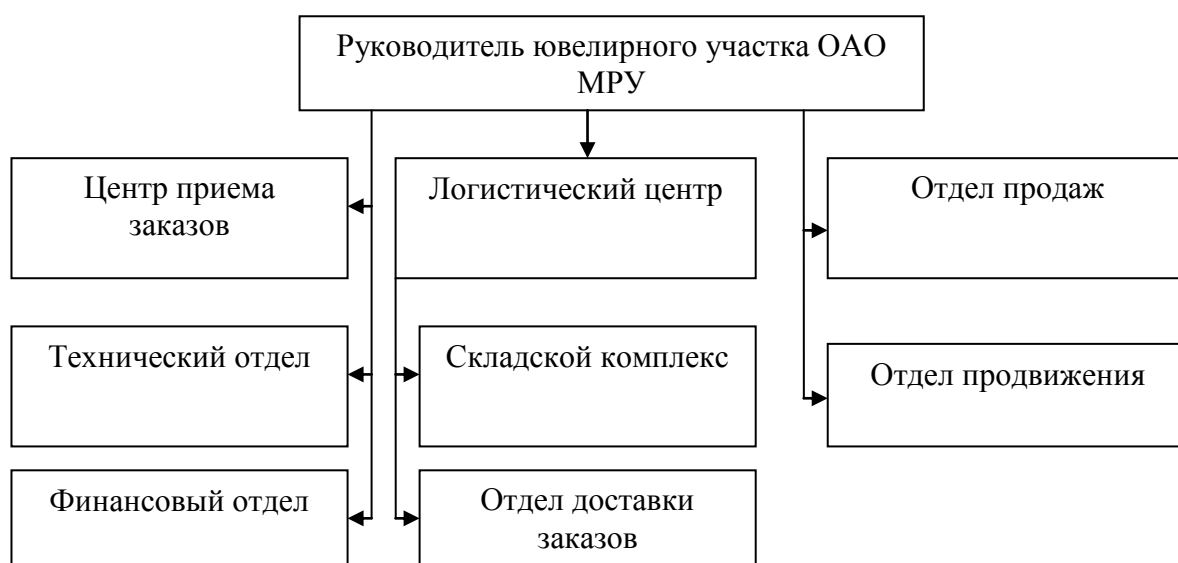 Руководитель ювелирного участка ОАО
МРУ
Центр приема
заказов
Логистический центр
Отдел продаж
Технический отдел
Складской комплекс
Отдел продвижения
Финансовый отдел
Отдел доставки
заказов